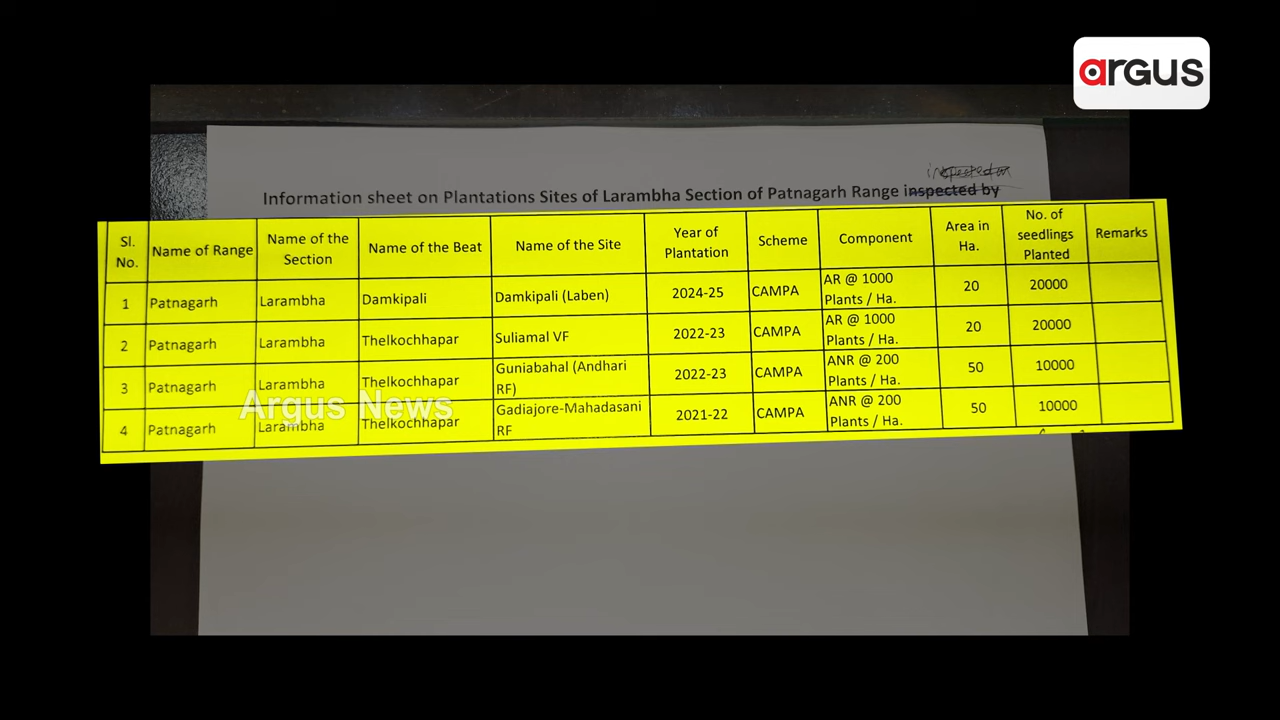 argus
inspected
Information sheet on Plantations Sites of Larambha Section of Patnagarh Range inspected by
Sl. No. Name of Range Name of the Section Name of the Beat Name of the Site Year of Plantation Scheme Component Area in Ha. No. of seedlings Planted Remarks
1 Patnagarh Larambha Damkipali Damkipali (Laben) 2024-25 CAMPA AR @ 1000 Plants / Ha. 20 20000
2 Patnagarh Larambha Thelkochhapar Suliamal VF 2022-23 CAMPA AR @ 1000 Plants / Ha. 20 20000
3 Patnagarh Larambha Thelkochhapar Guniabahal (Andhari RF) 2022-23 CAMPA ANR @ 200 Plants / Ha. 50 10000
4 Patnagarh Larambha Thelkochhapar Gadiajore-Mahadasani RF 2021-22 CAMPA ANR @ 200 Plants / Ha. 50 10000
Argus News